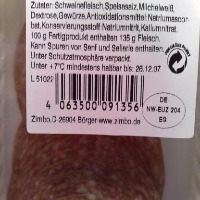 Zutaten: Schweinefleisch, Speisesalz, Milcheiweiß,
Dextrose, Gewürze, Antioxidationsmittel: Natriumascor-
bat, Konservierungsstoff: Natriumnitrit, Kaliumnitrat.
100 g Fertigprodukt enthalten 135 g Fleisch.
Kann Spuren von Senf und Sellerie enthalten.
Unter Schutzatmosphäre verpackt.
Unter +7°C mindestens haltbar bis: 26.12.07
L 51022
4 063500 091356
DE
NW-EUZ 204
EG
Zimbo, D-26904 Börger · www.zimbo.de